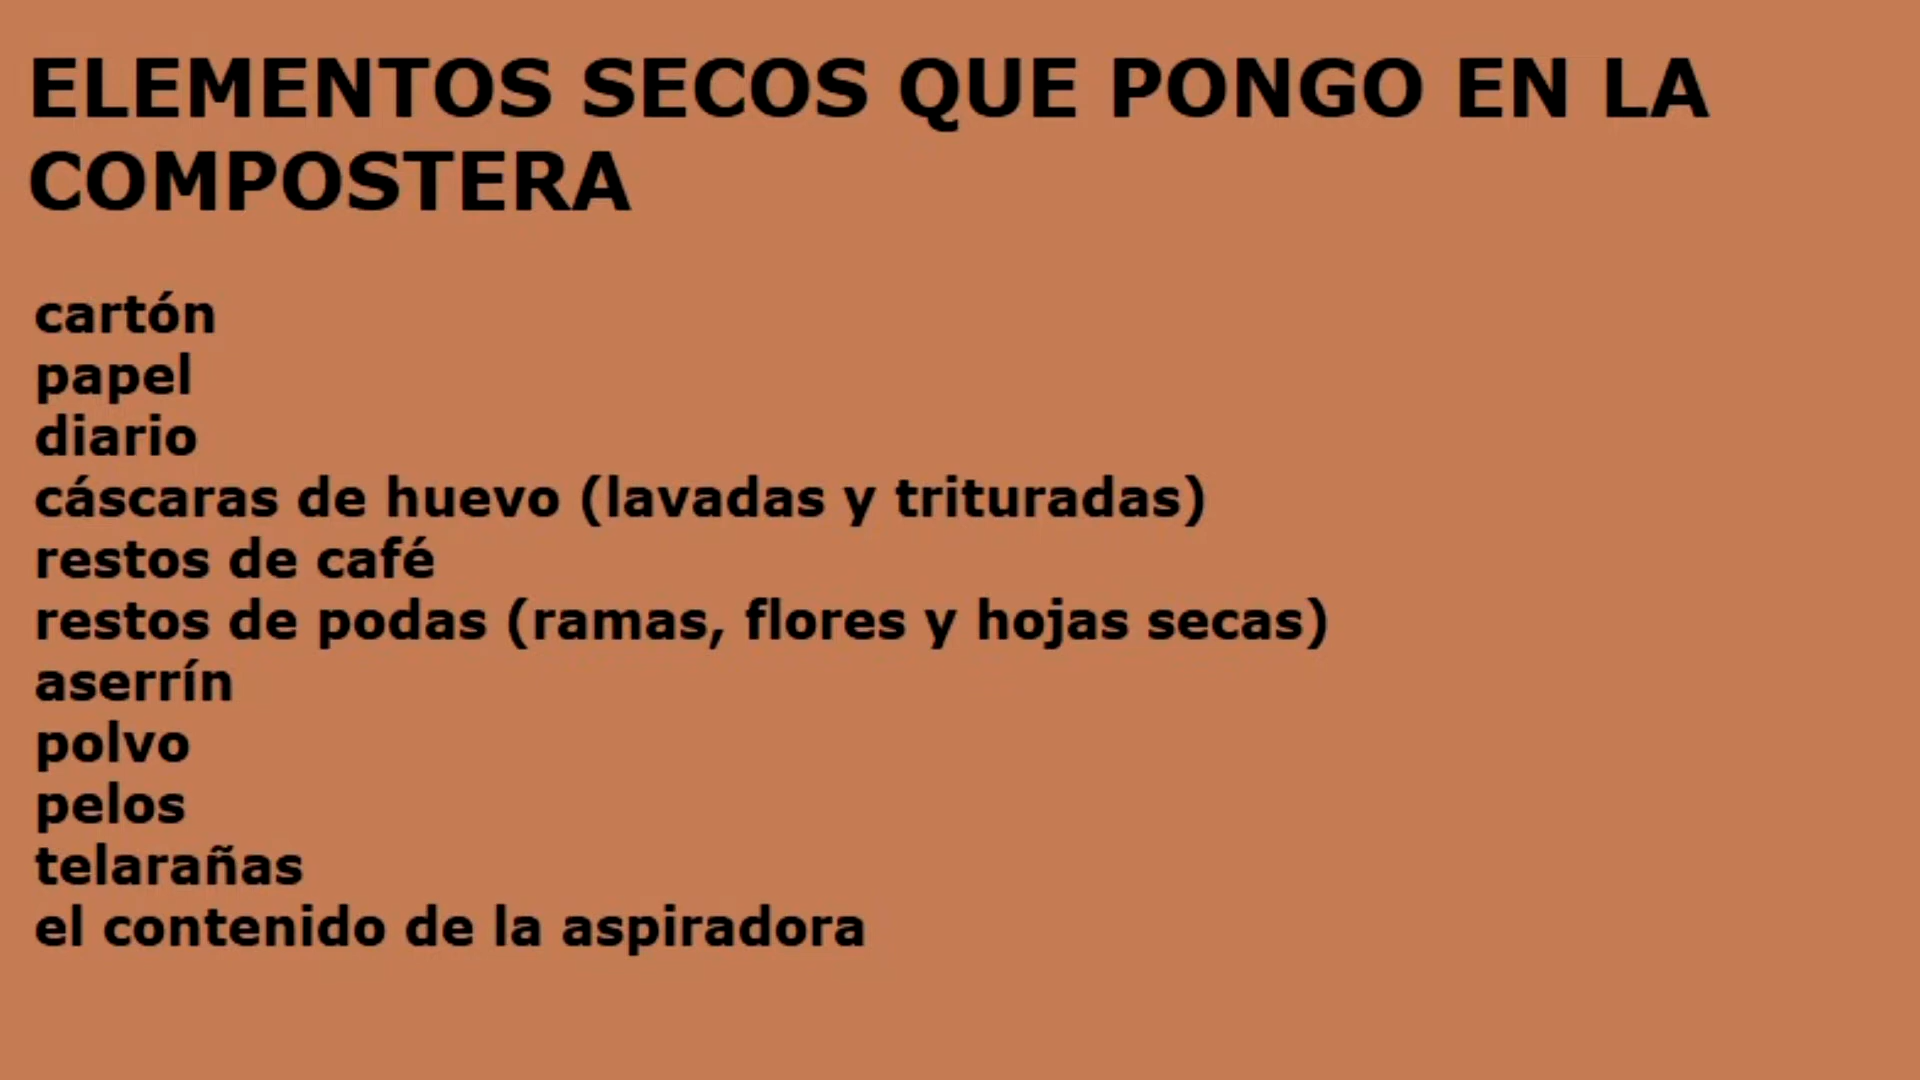 ELEMENTOS SECOS QUE PONGO EN LA
COMPOSTERA
cartón
papel
diario
cáscaras de huevo (lavadas y trituradas)
restos de café
restos de podas (ramas, flores y hojas secas)
aserrín
polvo
pelos
telarañas
el contenido de la aspiradora